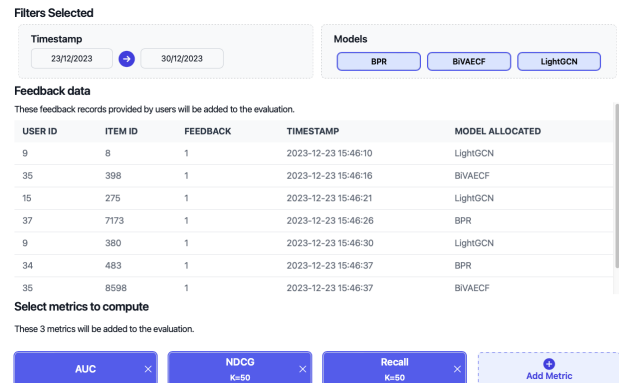 Filters Selected
Timestamp
23/12/2023 30/12/2023
Models
BPR BiVAECF LightGCN
Feedback data
These feedback records provided by users will be added to the evaluation.
USER ID ITEM ID FEEDBACK TIMESTAMP MODEL ALLOCATED
9 8 1 2023-12-23 15:46:10 LightGCN
35 398 1 2023-12-23 15:46:16 BiVAECF
15 275 1 2023-12-23 15:46:21 LightGCN
37 7173 1 2023-12-23 15:46:26 BPR
9 380 1 2023-12-23 15:46:30 LightGCN
34 483 1 2023-12-23 15:46:37 BPR
35 8598 1 2023-12-23 15:46:37 BiVAECF
Select metrics to compute
These 3 metrics will be added to the evaluation.
AUC
NDCG
K=50
Recall
K=50
Add Metric